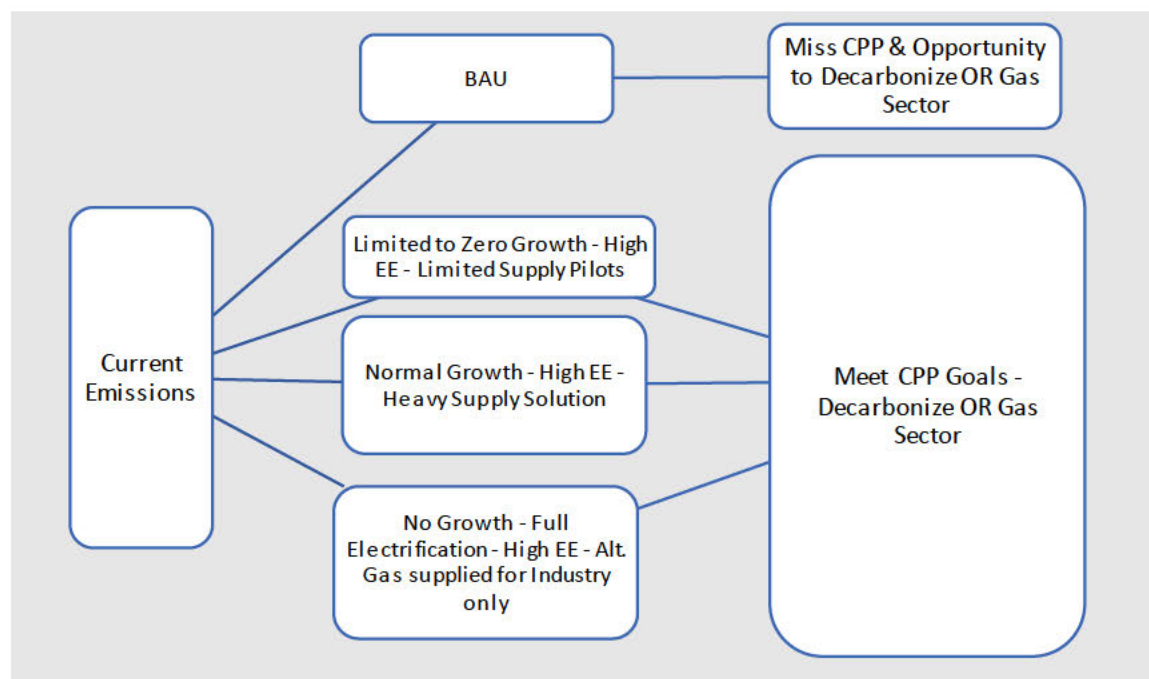 BAU
Miss CPP & Opportunity
to Decarbonize OR Gas
Sector
Current
Emissions
Limited to Zero Growth - High
EE - Limited Supply Pilots
Normal Growth - High EE -
Heavy Supply Solution
No Growth - Full
Electrification - High EE - Alt.
Gas supplied for Industry
only
Meet CPP Goals -
Decarbonize OR Gas
Sector